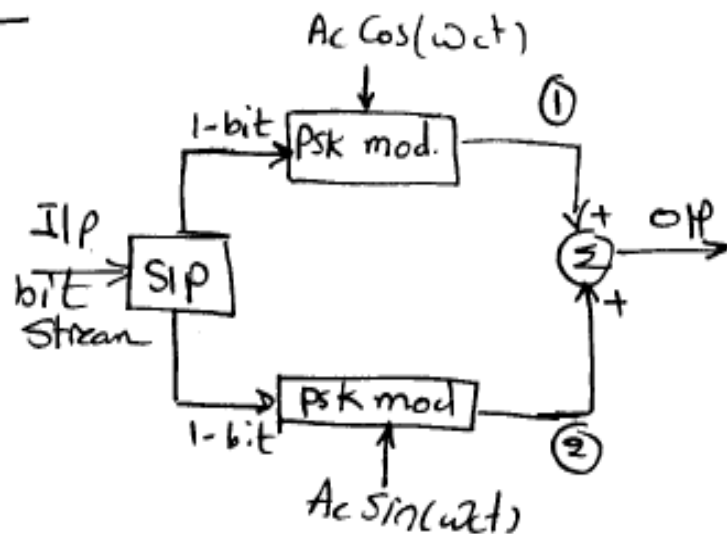 Ac Cos(ωct)
①
1-bit
Psk mod.
+
I/p
O/P
S/P
Σ
bit
+
Stream
psk mod
1-bit
②
Ac Sin(ωct)